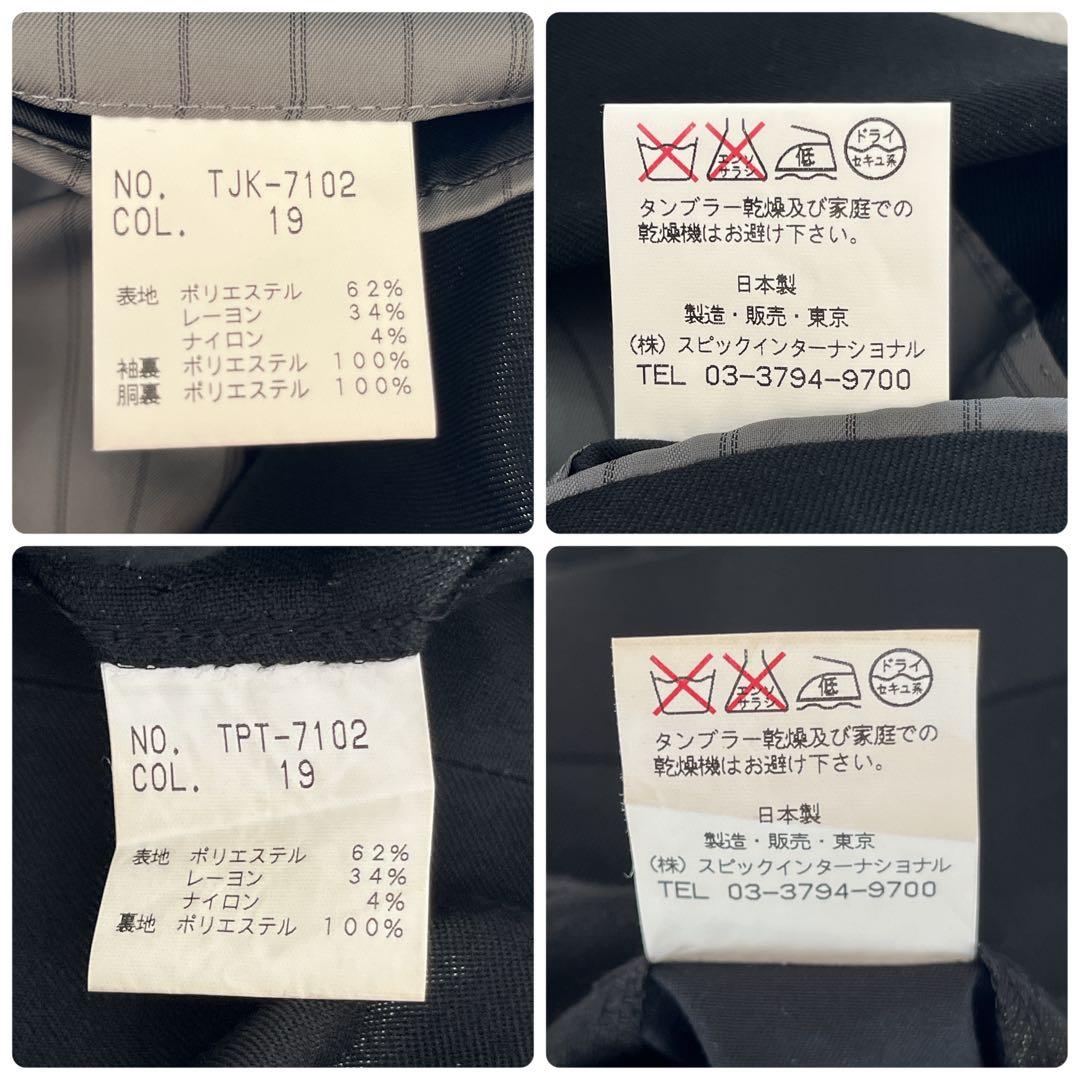 NO. TJK-7102
COL. 19
表地 ポリエステル 62%
レーヨン 34%
ナイロン 4%
袖裏 ポリエステル 100%
胴裏 ポリエステル 100%
エンソ
サラシ
低
ドライ
セキユ系
タンブラー乾燥及び家庭での
乾燥機はお避け下さい。
日本製
製造・販売・東京
(株) スピックインターナショナル
TEL 03-3794-9700
NO. TPT-7102
COL. 19
表地 ポリエステル 62%
レーヨン 34%
ナイロン 4%
裏地 ポリエステル 100%
エンソ
サラシ
低
ドライ
セキユ系
タンブラー乾燥及び家庭での
乾燥機はお避け下さい。
日本製
製造・販売・東京
(株) スピックインターナショナル
TEL 03-3794-9700